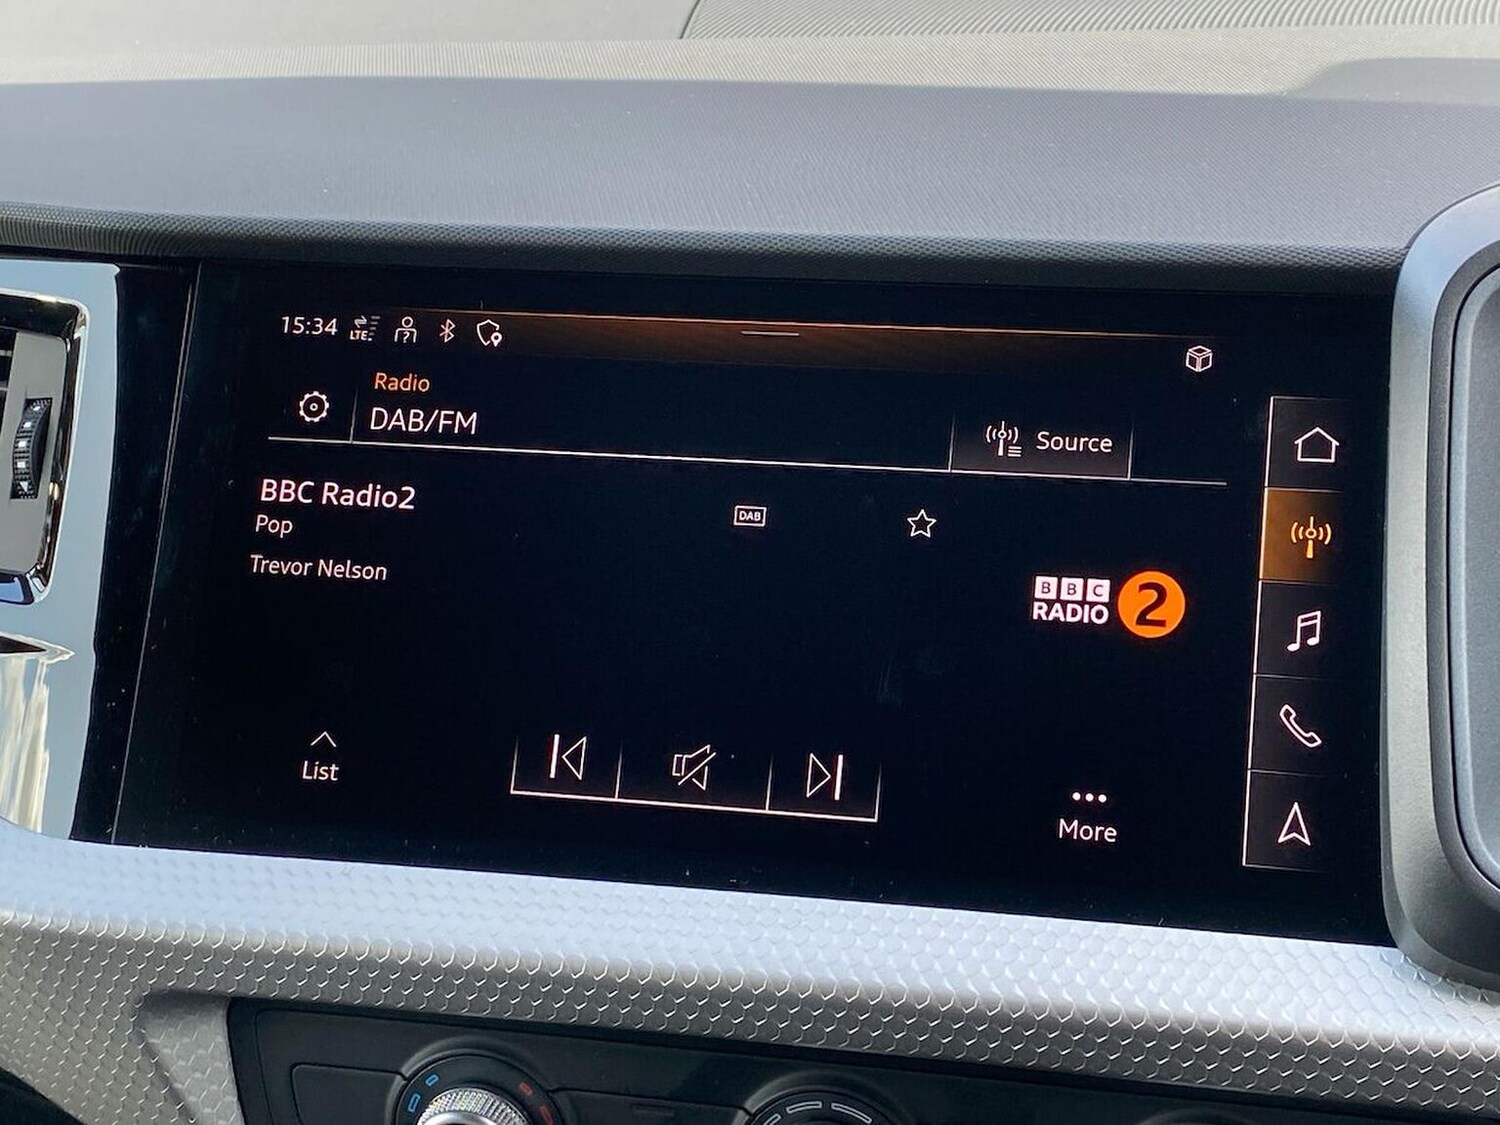 15:34 LTE
Radio
DAB/FM
Source
BBC Radio2
DAB
Pop
Trevor Nelson
BBC
RADIO 2
List
More